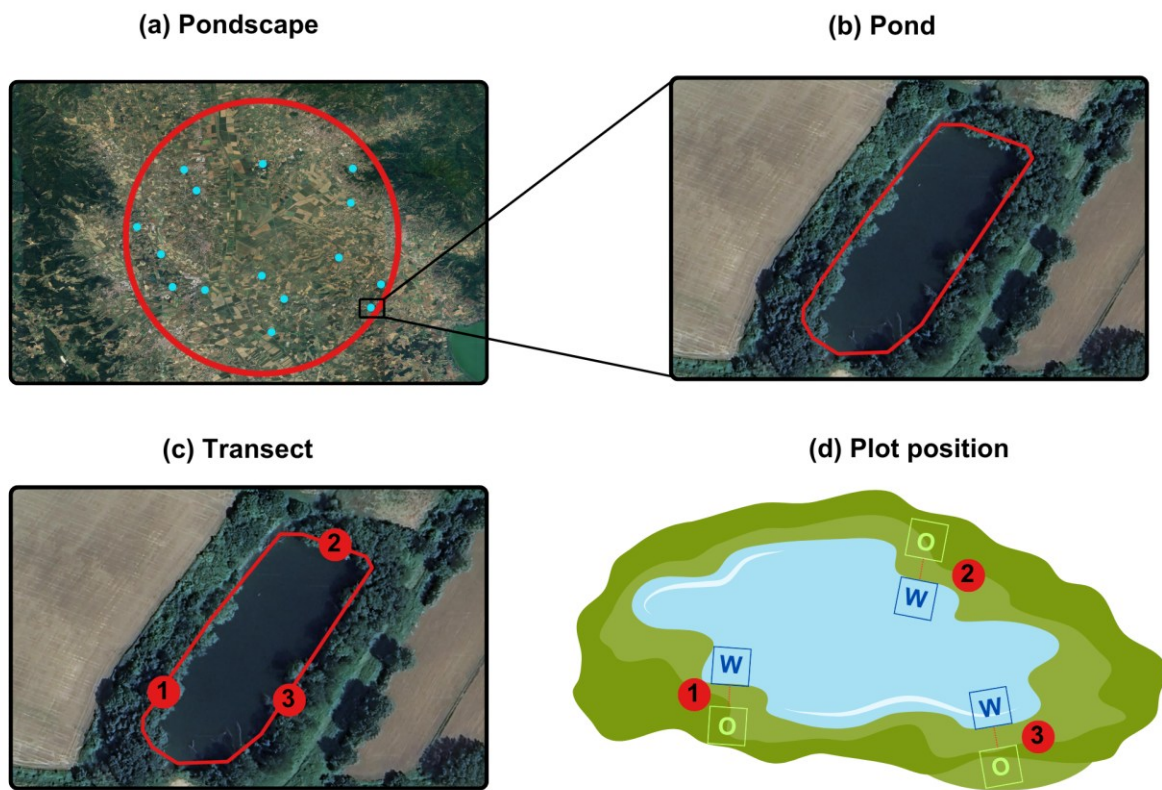 (a) Pondscape
(b) Pond
(c) Transect
2
1
3
(d) Plot position
O
2
W
W
1
O
W
3
O